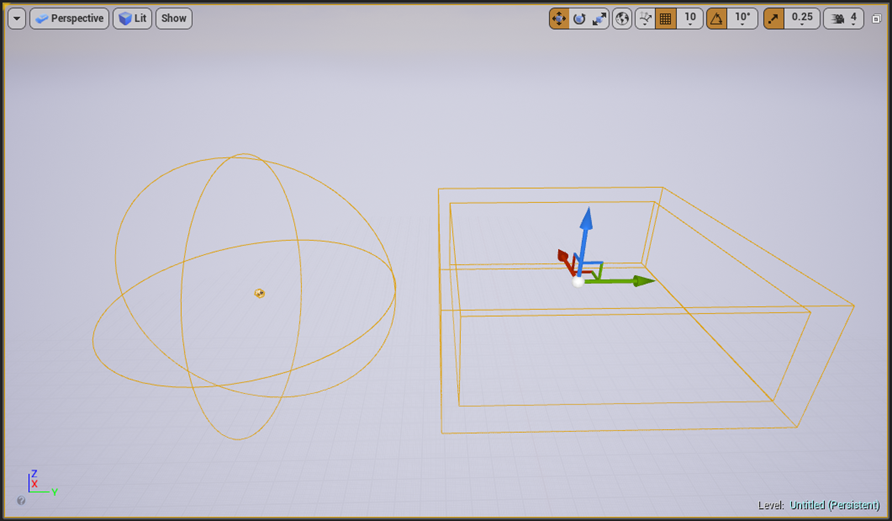 Perspective Lit Show 10 10° 0.25 4
Z
X
Y
?
Level: Untitled (Persistent)